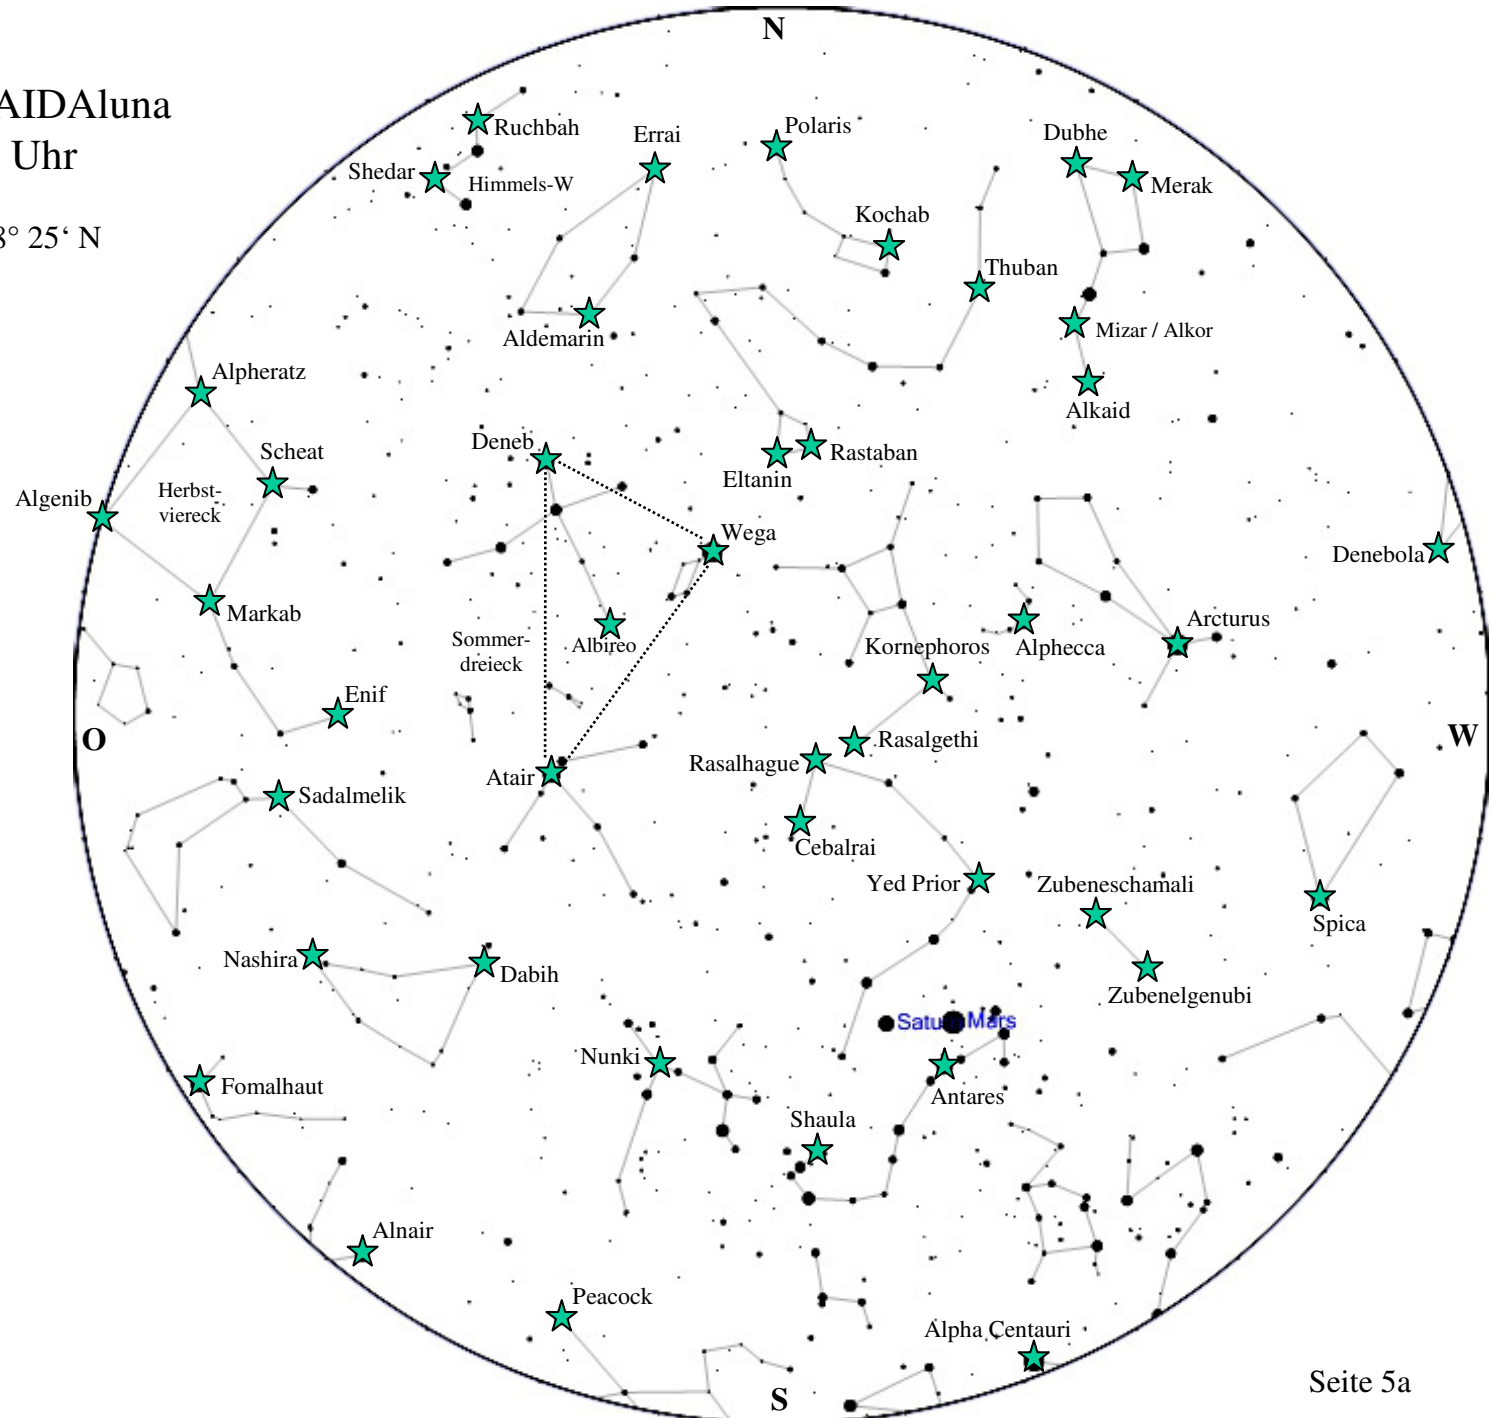 N
AIDAluna
Uhr
8° 25‘ N
Ruchbah
Errai
Polaris
Dubhe
Shedar
Himmels-W
Merak
Kochab
Thuban
Aldemarin
Mizar / Alkor
Alpheratz
Alkaid
Deneb
Scheat
Rastaban
Eltanin
Algenib
Herbst-
viereck
Wega
Denebola
Markab
Sommer-
dreieck
Albireo
Kornephoros
Alphecca
Arcturus
Enif
O
W
Rasalgethi
Rasalhague
Atair
Sadalmelik
Cebalrai
Yed Prior
Zubeneschamali
Spica
Nashira
Dabih
Zubenelgenubi
Mars
Nunki
Fomalhaut
Antares
Shaula
Alnair
Peacock
Alpha Centauri
Seite 5a
S